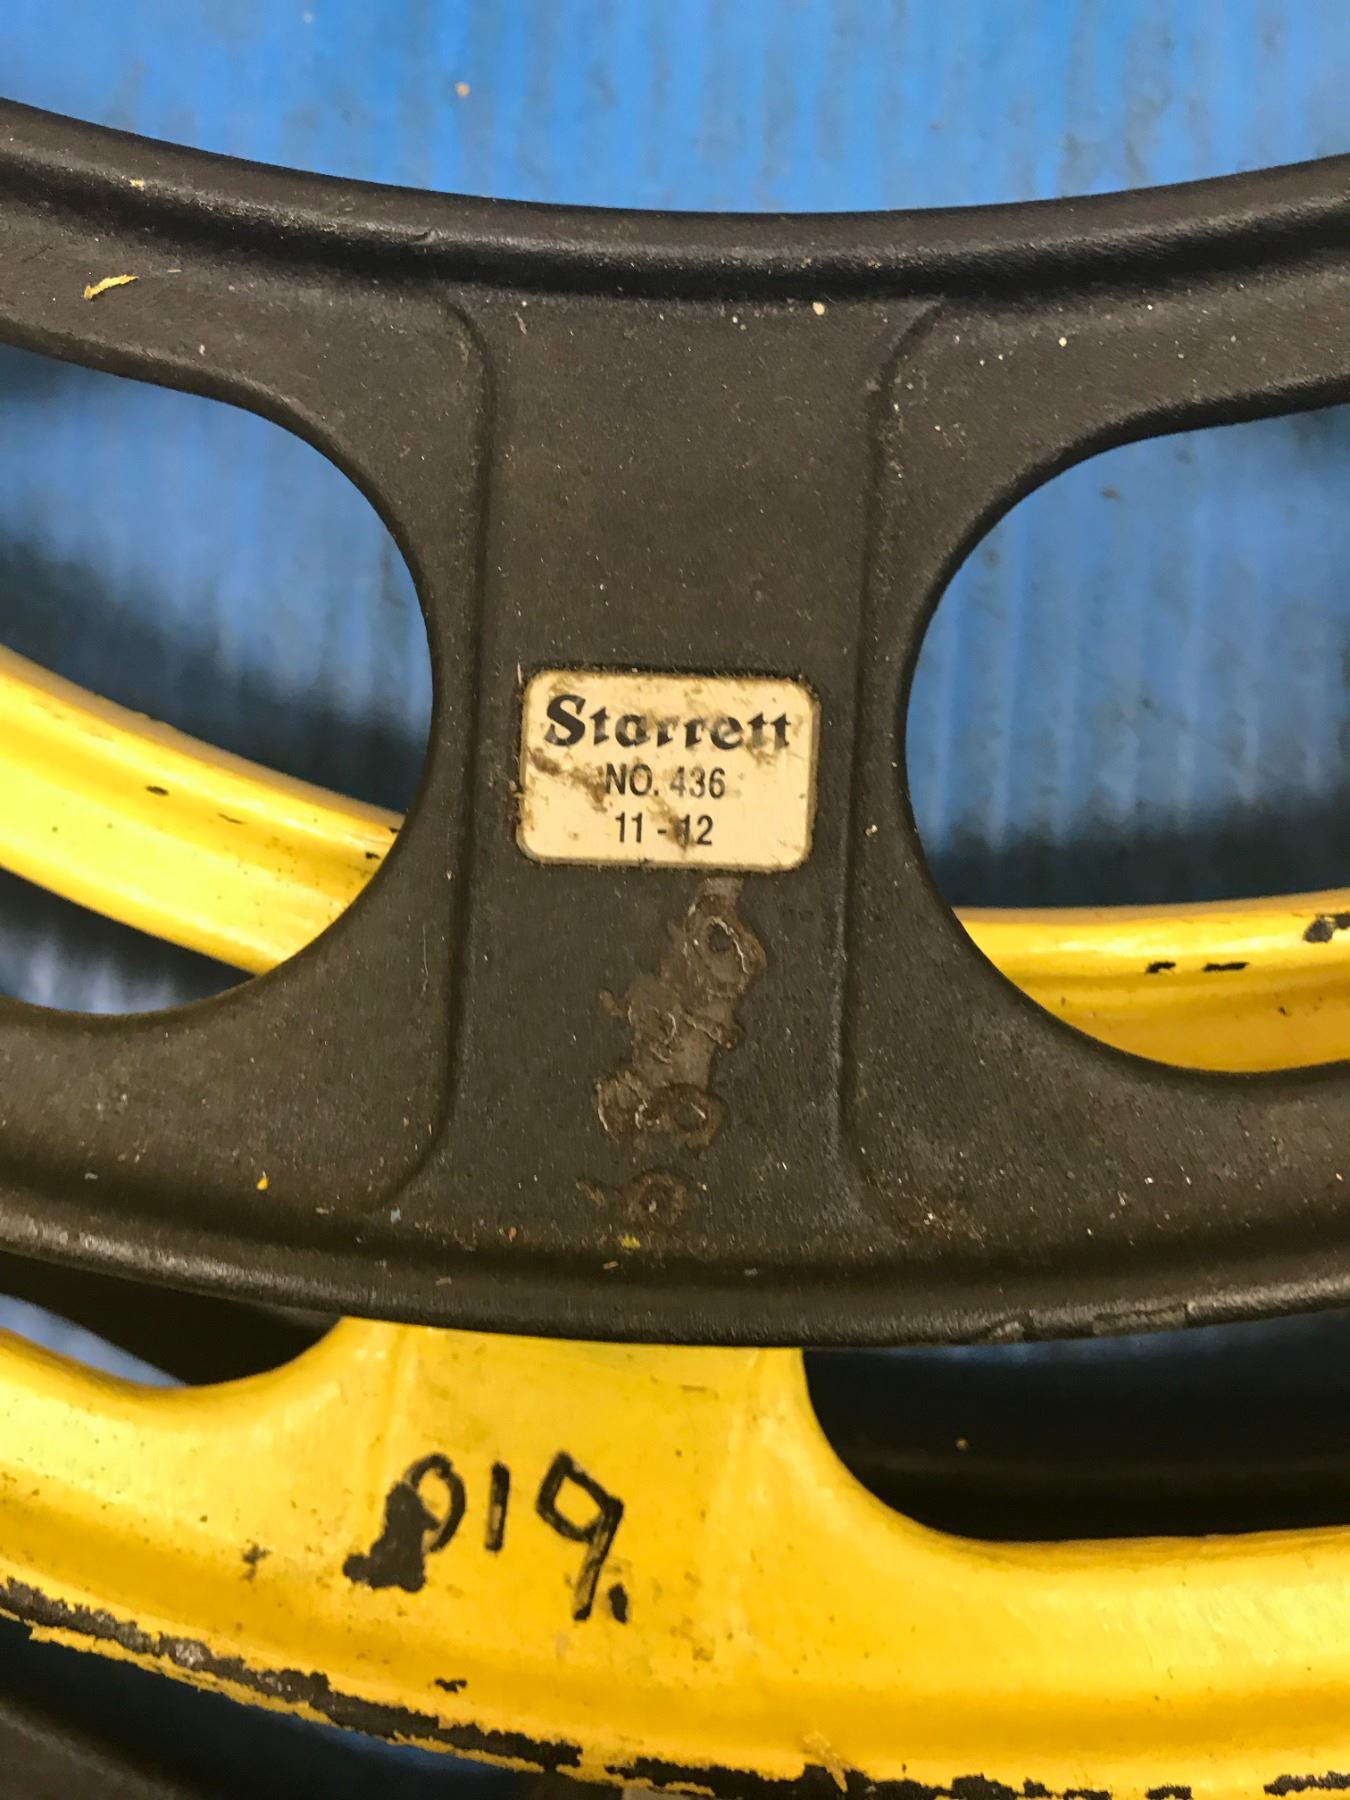 Starrett
NO. 436
11 - 12
019.